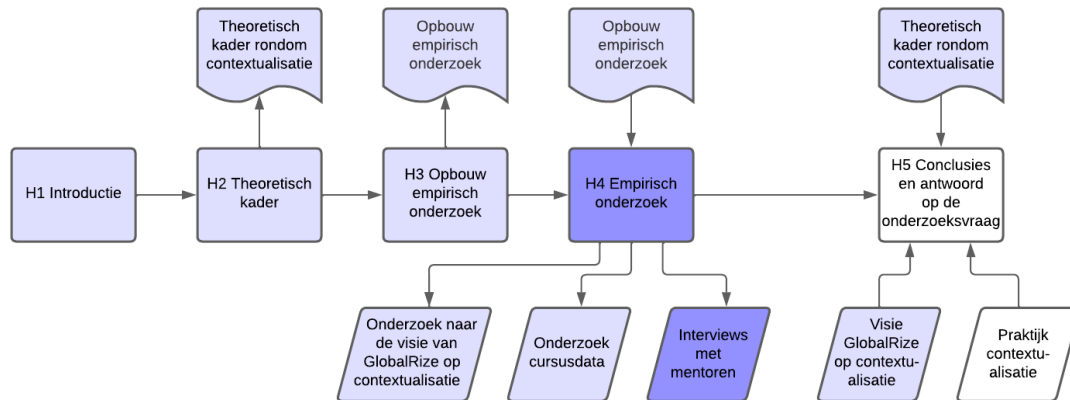 Theoretisch
kader rondom
contextualisatie
Opbouw
empirisch
onderzoek
Opbouw
empirisch
onderzoek
Theoretisch
kader rondom
contextualisatie
H1 Introductie
H2 Theoretisch
kader
H3 Opbouw
empirisch
onderzoek
H4 Empirisch
onderzoek
H5 Conclusies
en antwoord
op de
onderzoeksvraag
Onderzoek naar
de visie van
GlobalRize op
contextualisatie
Onderzoek
cursusdata
Interviews
met
mentoren
Visie
GlobalRize
op contextu-
alisatie
Praktijk
contextu-
alisatie